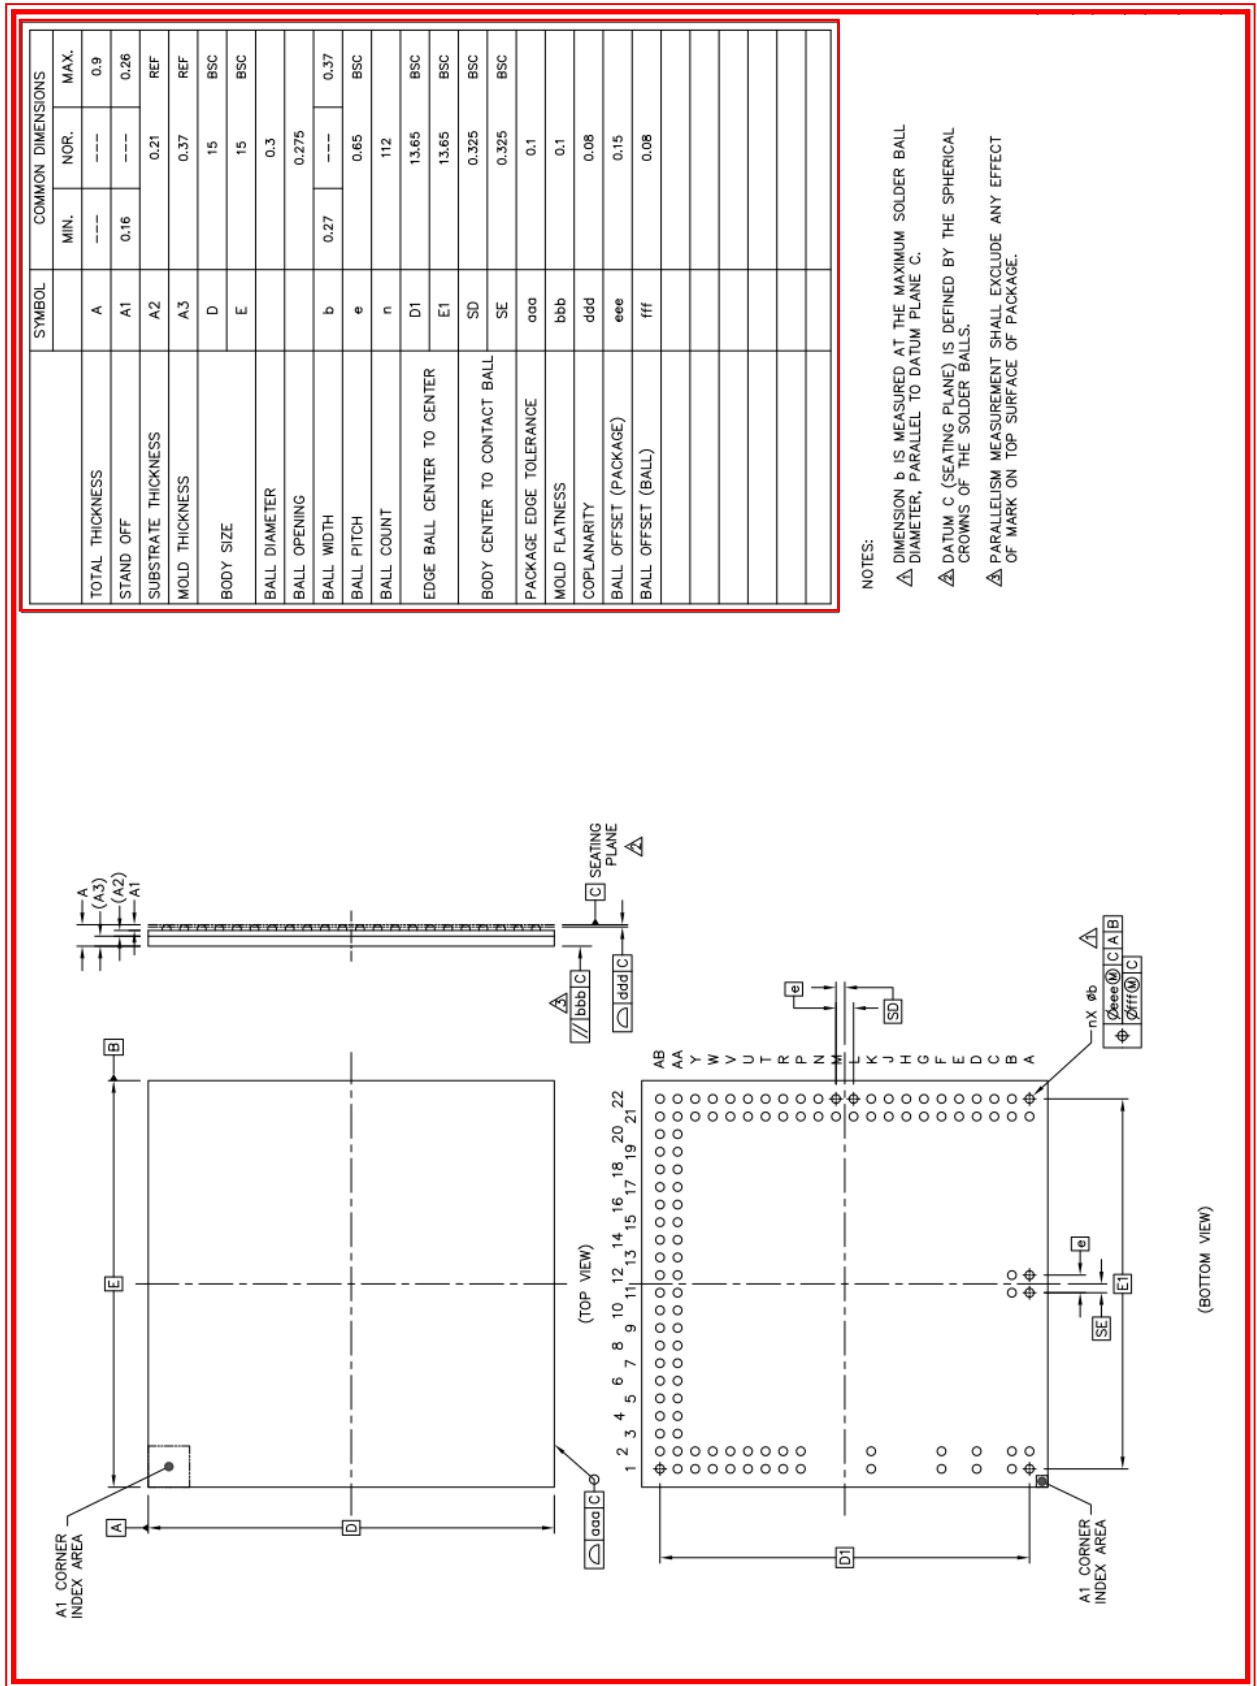 SYMBOL COMMON DIMENSIONS
MIN. NOR. MAX.
TOTAL THICKNESS A --- --- 0.9
STAND OFF A1 0.16 --- 0.26
SUBSTRATE THICKNESS A2 0.21 REF
MOLD THICKNESS A3 0.37 REF
BODY SIZE D 15 BSC
E 15 BSC
BALL DIAMETER 0.3
BALL OPENING 0.275
BALL WIDTH b 0.27 --- 0.37
BALL PITCH e 0.65 BSC
BALL COUNT n 112
EDGE BALL CENTER TO CENTER D1 13.65 BSC
E1 13.65 BSC
BODY CENTER TO CONTACT BALL SD 0.325 BSC
SE 0.325 BSC
PACKAGE EDGE TOLERANCE aaa 0.1
MOLD FLATNESS bbb 0.1
COPLANARITY ddd 0.08
BALL OFFSET (PACKAGE) eee 0.15
BALL OFFSET (BALL) fff 0.08
NOTES:
1 DIMENSION b IS MEASURED AT THE MAXIMUM SOLDER BALL
DIAMETER, PARALLEL TO DATUM PLANE C.
2 DATUM C (SEATING PLANE) IS DEFINED BY THE SPHERICAL
CROWNS OF THE SOLDER BALLS.
3 PARALLELISM MEASUREMENT SHALL EXCLUDE ANY EFFECT
OF MARK ON TOP SURFACE OF PACKAGE.
A1 CORNER
INDEX AREA
A
B
E
D
aaa C
(TOP VIEW)
A
(A3)
(A2)
A1
3
// bbb C
ddd C
C SEATING
PLANE
2
1 2 3 4 5 6 7 8 9 10 11 12 13 14 15 16 17 18 19 20 21 22
AB
AA
Y
W
V
U
T
R
P
N
M
L
K
J
H
G
F
E
D
C
B
A
e
SD
D1
SE
e
E1
nX Øb
1
Øeee M C A B
Øfff M C
A1 CORNER
INDEX AREA
(BOTTOM VIEW)